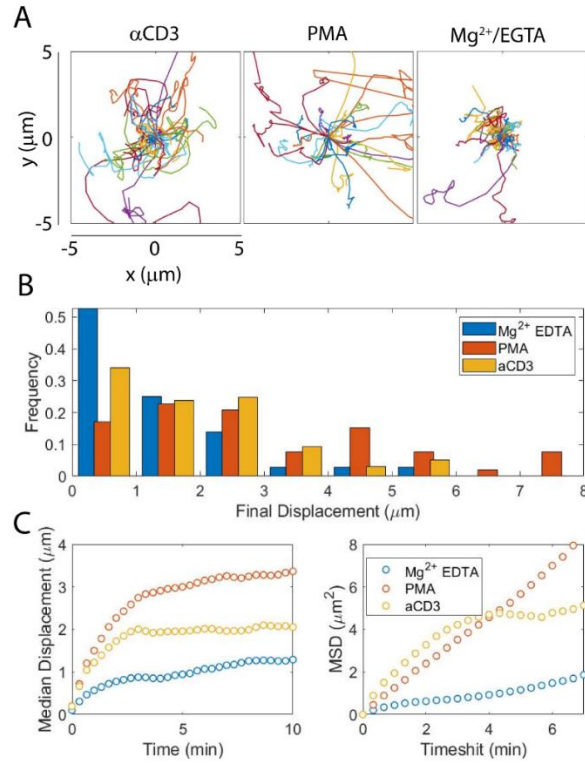 A
αCD3
PMA
Mg²⁺/EGTA
5
0
-5
y (μm)
-5
0
5
x (μm)
B
Frequency
0.5
0.4
0.3
0.2
0.1
0
Mg²⁺ EDTA
PMA
aCD3
0 1 2 3 4 5 6 7 8
Final Displacement (μm)
C
Median Displacement (μm)
4
3
2
1
0
0 5 10
Time (min)
MSD (μm²)
8
6
4
2
0
Mg²⁺ EDTA
PMA
aCD3
0 2 4 6
Timeshit (min)